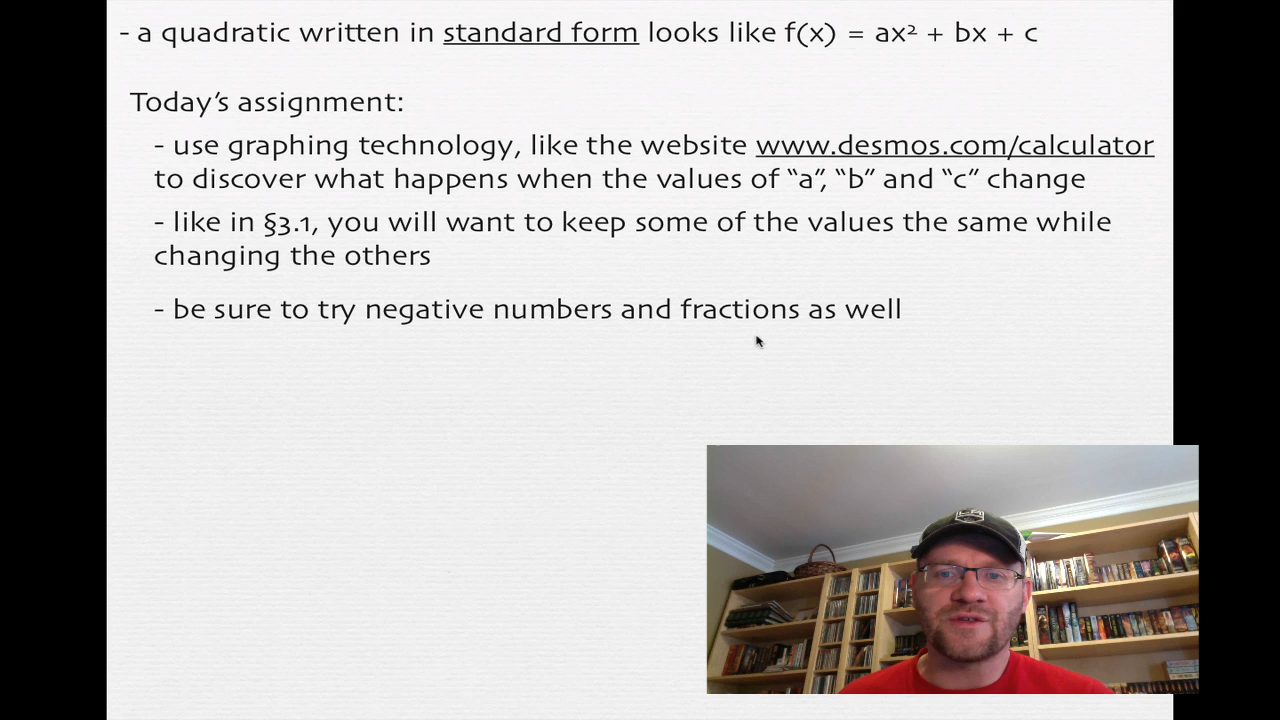 - a quadratic written in standard form looks like f(x) = ax² + bx + c
Today’s assignment:
- use graphing technology, like the website www.desmos.com/calculator
to discover what happens when the values of “a”, “b” and “c” change
- like in §3.1, you will want to keep some of the values the same while
changing the others
- be sure to try negative numbers and fractions as well